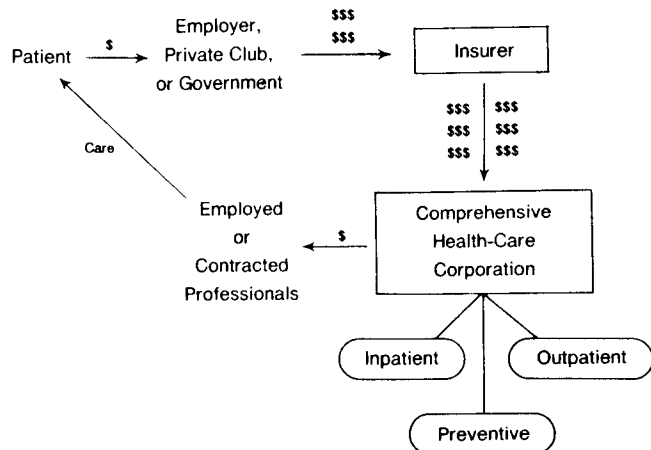 Patient
$
Employer,
Private Club,
or Government
$$$
$$$
Insurer
$$$ $$$
$$$ $$$
$$$ $$$
Care
Employed
or
Contracted
Professionals
$
Comprehensive
Health-Care
Corporation
Inpatient
Outpatient
Preventive